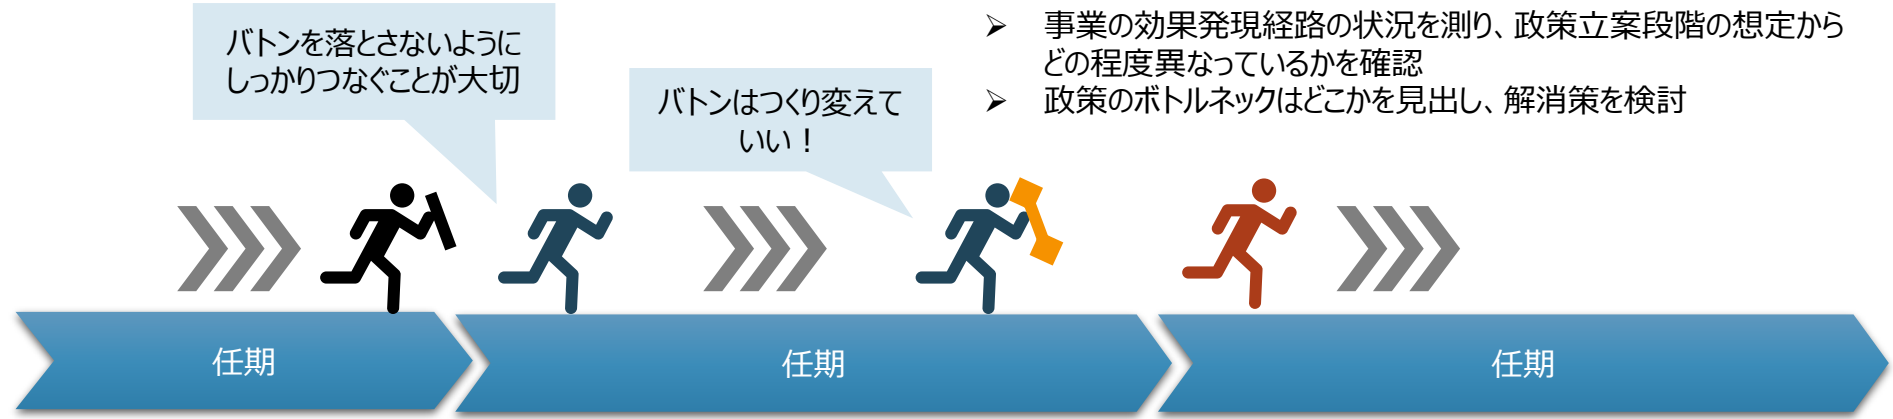 バトンを落とさないように
しっかりつなぐことが大切
バトンはつくり変えて
いい！
➢ 事業の効果発現経路の状況を測り、政策立案段階の想定から
どの程度異なっているかを確認
➢ 政策のボトルネックはどこかを見出し、解消策を検討
任期
任期
任期